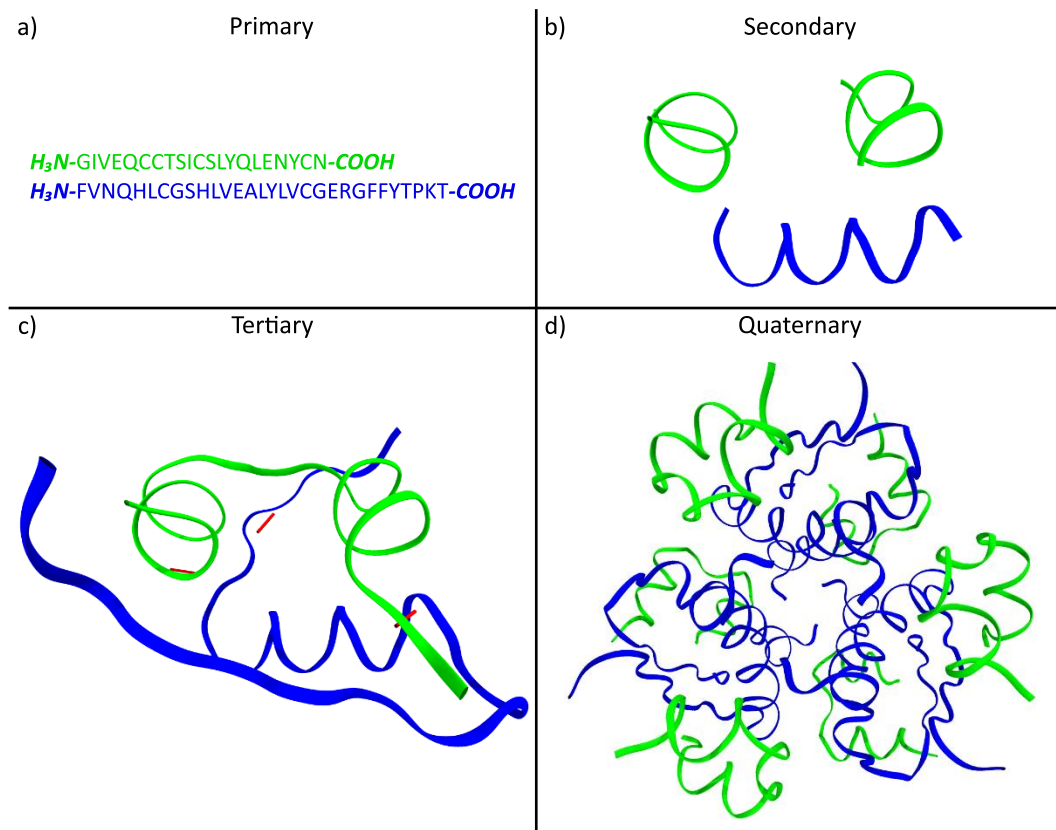 a) Primary
b) Secondary
H₃N-GIVEQCCTSICSLYQLENYCN-COOH
H₃N-FVNQHLCGSHLVEALYLVCGERGFFYTPKT-COOH
c) Tertiary
d) Quaternary